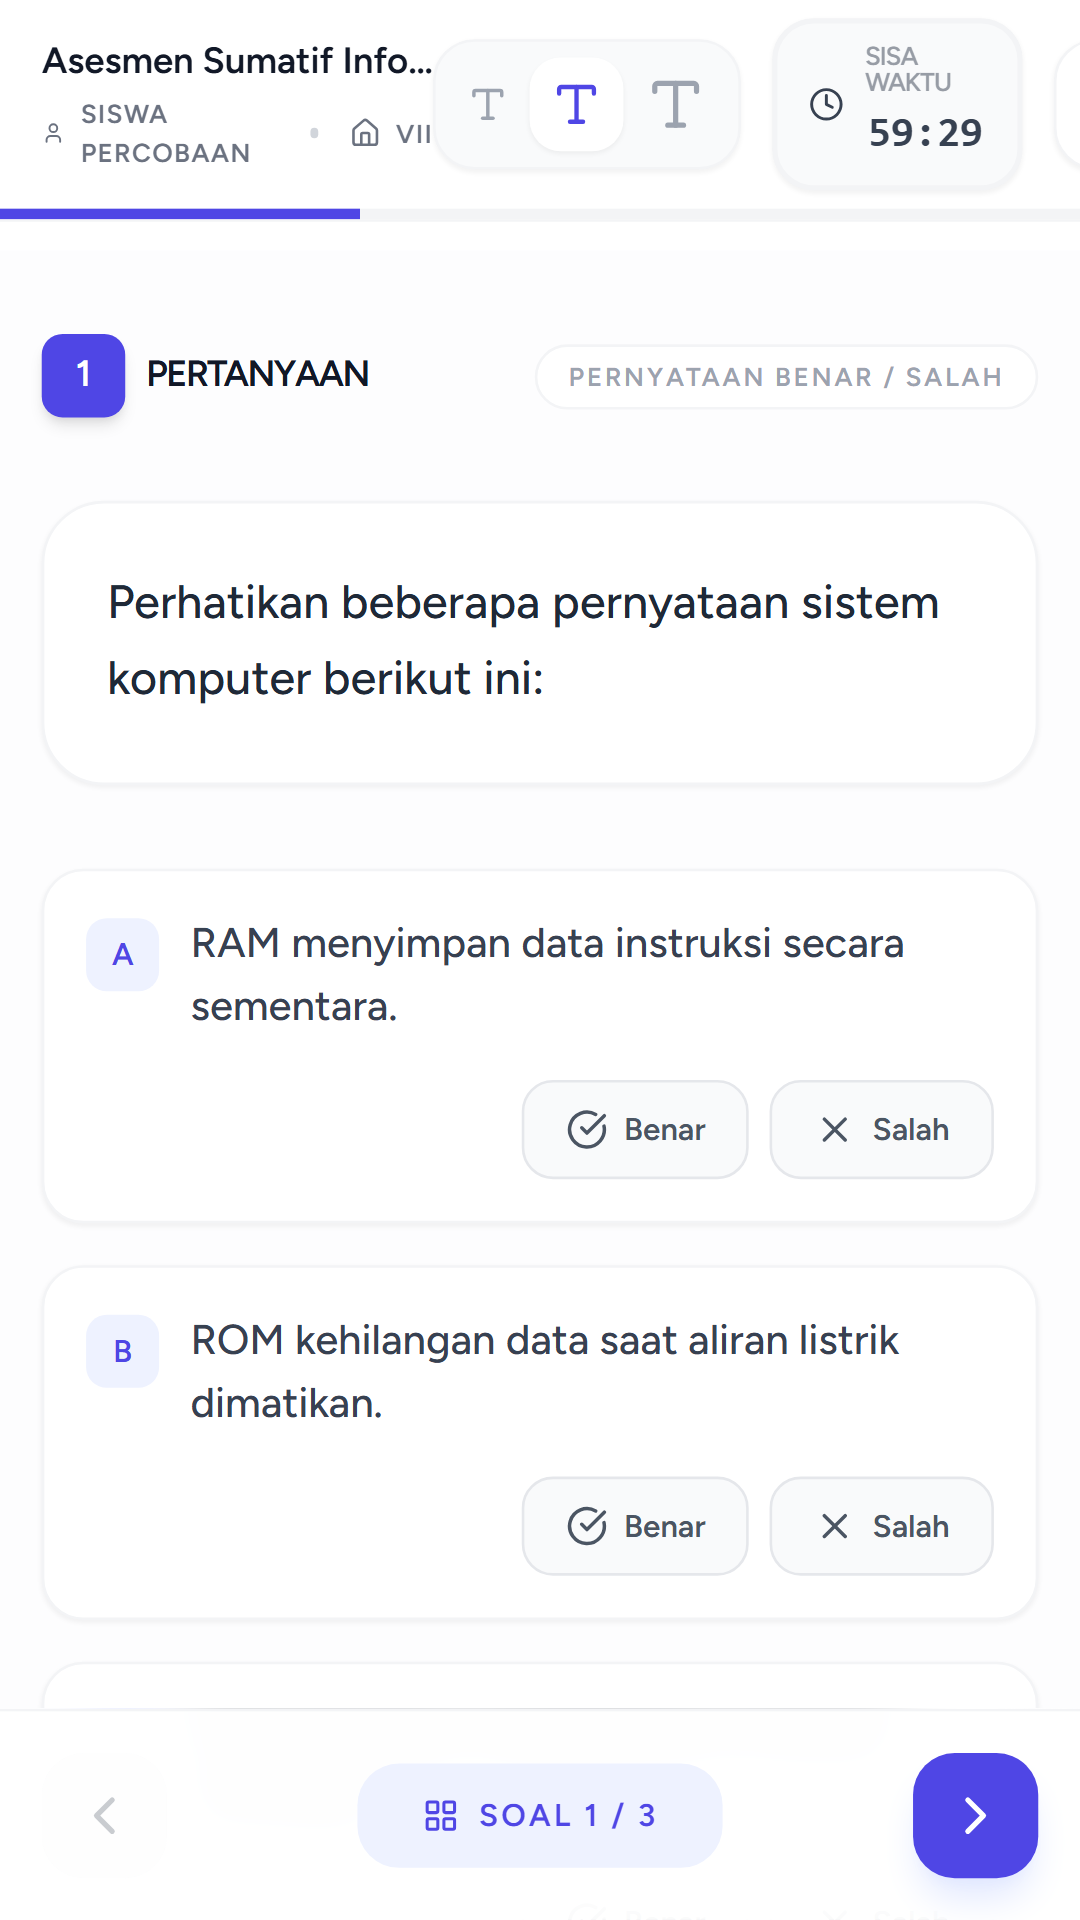 Asesmen Sumatif Info...
SISWA
PERCOBAAN
VII
T T T
SISA
WAKTU
59:29
1 PERTANYAAN
PERNYATAAN BENAR / SALAH
Perhatikan beberapa pernyataan sistem
komputer berikut ini:
A RAM menyimpan data instruksi secara
sementara.
Benar Salah
B ROM kehilangan data saat aliran listrik
dimatikan.
Benar Salah
SOAL 1 / 3
Benar Salah